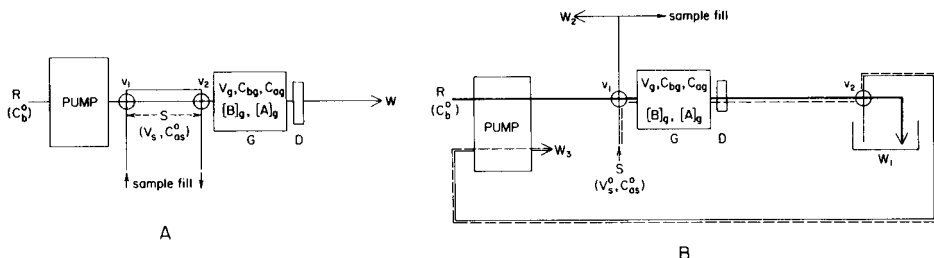 R
(C°b)
PUMP
v1
v2
S
(Vs, C°as)
sample fill
Vg, Cbg, Cag
[B]g, [A]g
G
D
W
A
W2
sample fill
R
(C°b)
PUMP
W3
v1
S
(V°s, C°as)
Vg, Cbg, Cag
[B]g, [A]g
G
D
v2
W1
B